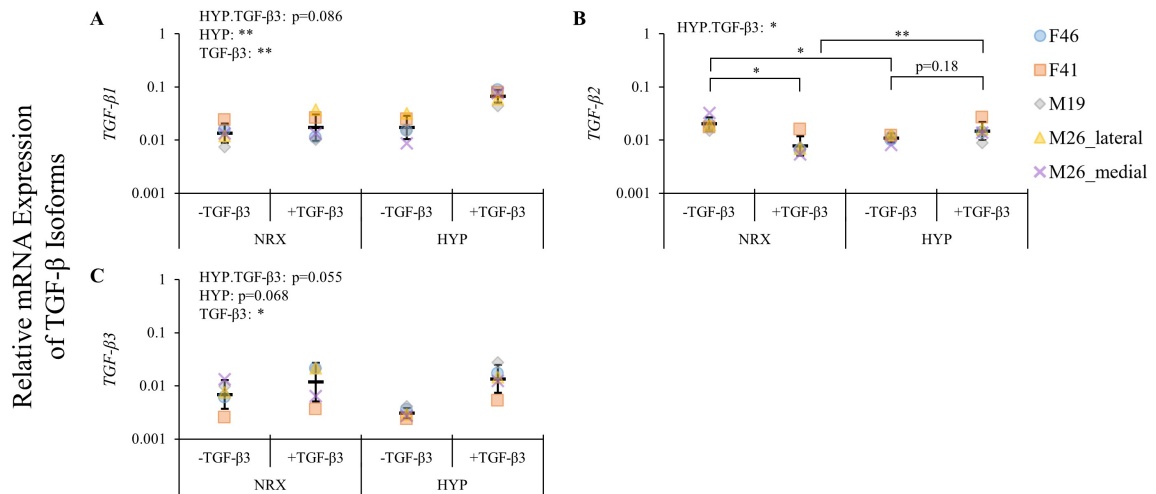 Relative mRNA Expression
of TGF-β Isoforms
A
HYP.TGF-β3: p=0.086
HYP: **
TGF-β3: **
TGF-β1
1
0.1
0.01
0.001
-TGF-β3 +TGF-β3 -TGF-β3 +TGF-β3
NRX HYP
B
HYP.TGF-β3: *
**
*
*
p=0.18
TGF-β2
1
0.1
0.01
0.001
-TGF-β3 +TGF-β3 -TGF-β3 +TGF-β3
NRX HYP
F46
F41
M19
M26_lateral
M26_medial
C
HYP.TGF-β3: p=0.055
HYP: p=0.068
TGF-β3: *
TGF-β3
1
0.1
0.01
0.001
-TGF-β3 +TGF-β3 -TGF-β3 +TGF-β3
NRX HYP